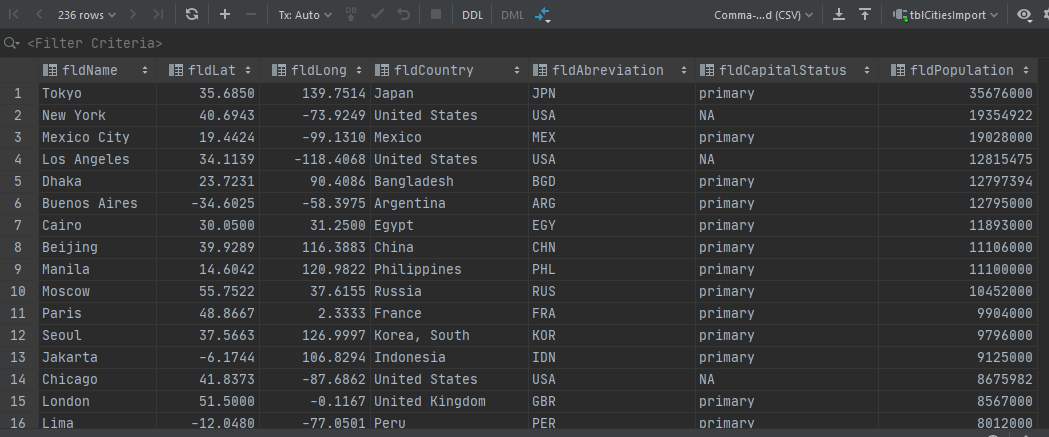 236 rows Tx: Auto DB DDL DML Comma-...d (CSV) tblCitiesImport
<Filter Criteria>
fldName fldLat fldLong fldCountry fldAbreviation fldCapitalStatus fldPopulation
1 Tokyo 35.6850 139.7514 Japan JPN primary 35676000
2 New York 40.6943 -73.9249 United States USA NA 19354922
3 Mexico City 19.4424 -99.1310 Mexico MEX primary 19028000
4 Los Angeles 34.1139 -118.4068 United States USA NA 12815475
5 Dhaka 23.7231 90.4086 Bangladesh BGD primary 12797394
6 Buenos Aires -34.6025 -58.3975 Argentina ARG primary 12795000
7 Cairo 30.0500 31.2500 Egypt EGY primary 11893000
8 Beijing 39.9289 116.3883 China CHN primary 11106000
9 Manila 14.6042 120.9822 Philippines PHL primary 11100000
10 Moscow 55.7522 37.6155 Russia RUS primary 10452000
11 Paris 48.8667 2.3333 France FRA primary 9904000
12 Seoul 37.5663 126.9997 Korea, South KOR primary 9796000
13 Jakarta -6.1744 106.8294 Indonesia IDN primary 9125000
14 Chicago 41.8373 -87.6862 United States USA NA 8675982
15 London 51.5000 -0.1167 United Kingdom GBR primary 8567000
16 Lima -12.0480 -77.0501 Peru PER primary 8012000